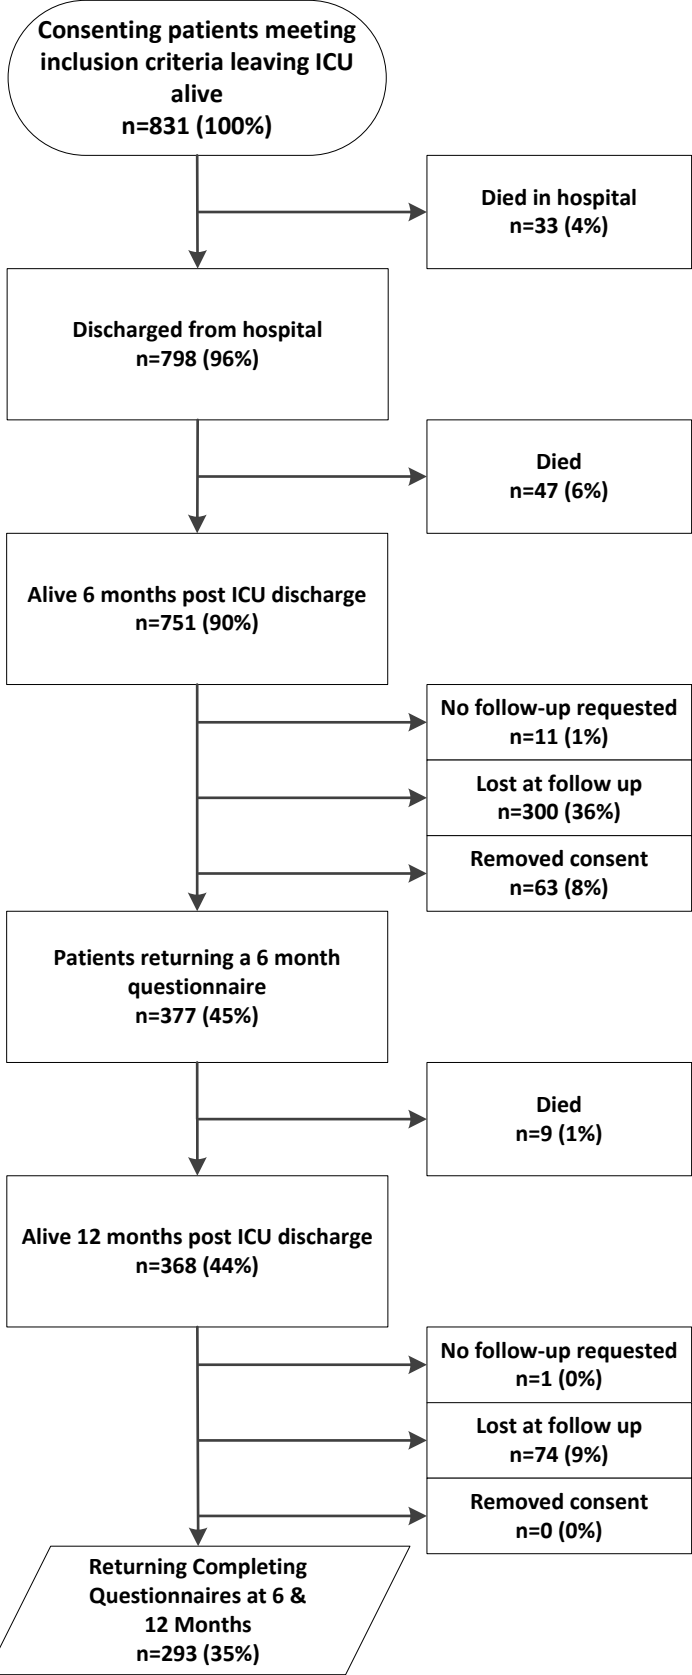 Consenting patients meeting
inclusion criteria leaving ICU
alive
n=831 (100%)
Died in hospital
n=33 (4%)
Discharged from hospital
n=798 (96%)
Died
n=47 (6%)
Alive 6 months post ICU discharge
n=751 (90%)
No follow-up requested
n=11 (1%)
Lost at follow up
n=300 (36%)
Removed consent
n=63 (8%)
Patients returning a 6 month
questionnaire
n=377 (45%)
Died
n=9 (1%)
Alive 12 months post ICU discharge
n=368 (44%)
No follow-up requested
n=1 (0%)
Lost at follow up
n=74 (9%)
Removed consent
n=0 (0%)
Returning Completing
Questionnaires at 6 &
12 Months
n=293 (35%)